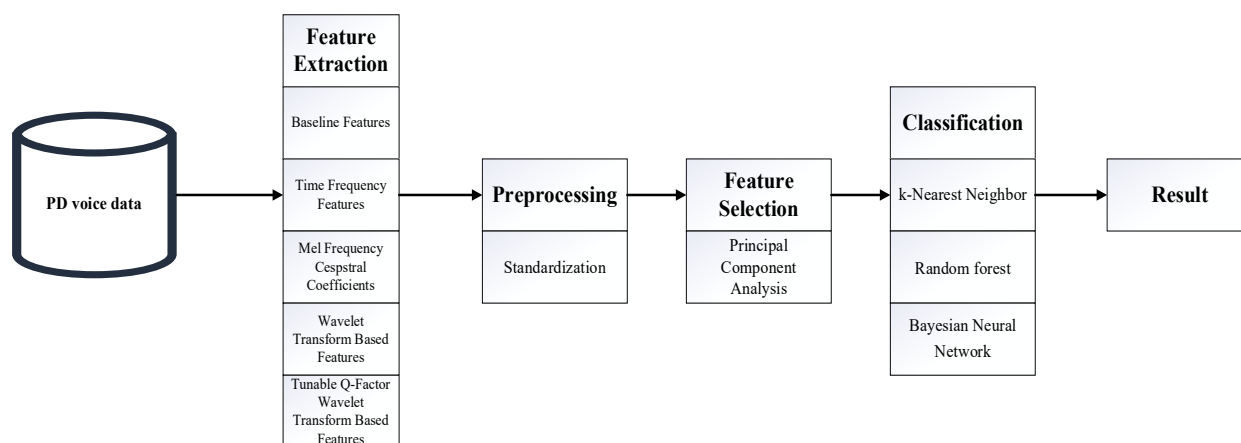 PD voice data
Feature
Extraction
Baseline Features
Time Frequency
Features
Mel Frequency
Cespstral
Coefficients
Wavelet
Transform Based
Features
Tunable Q-Factor
Wavelet
Transform Based
Features
Preprocessing
Standardization
Feature
Selection
Principal
Component
Analysis
Classification
k-Nearest Neighbor
Random forest
Bayesian Neural
Network
Result